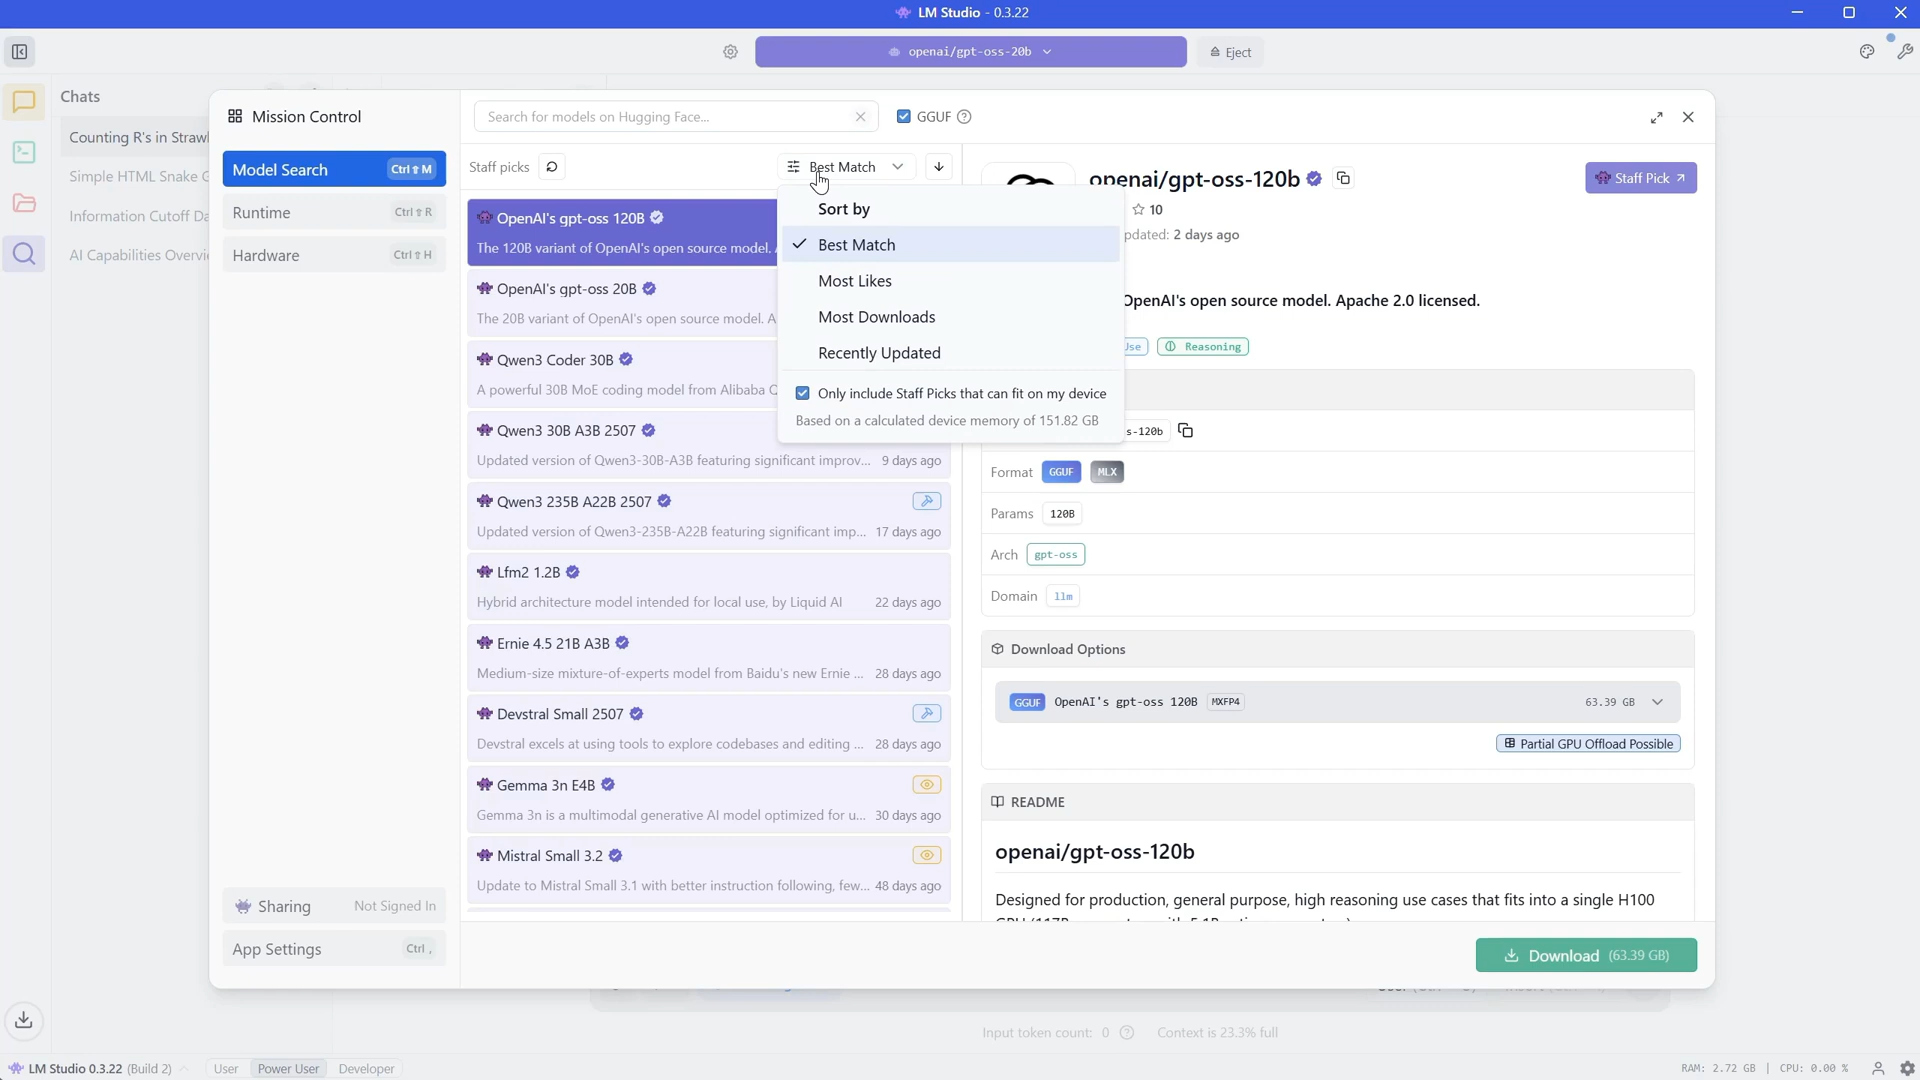 LM Studio - 0.3.22
openai/gpt-oss-20b
Eject
Chats
Counting R's in Strawl
Simple HTML Snake G
Information Cutoff Da
AI Capabilities Overvie
Mission Control
Model Search Ctrl⇧M
Runtime Ctrl⇧R
Hardware Ctrl⇧H
Sharing Not Signed In
App Settings Ctrl ,
Search for models on Hugging Face...
GGUF
Staff picks
Best Match
Sort by
Best Match
Most Likes
Most Downloads
Recently Updated
Only include Staff Picks that can fit on my device
Based on a calculated device memory of 151.82 GB
OpenAI's gpt-oss 120B
The 120B variant of OpenAI's open source model. A
OpenAI's gpt-oss 20B
The 20B variant of OpenAI's open source model. A
Qwen3 Coder 30B
A powerful 30B MoE coding model from Alibaba Q
Qwen3 30B A3B 2507
Updated version of Qwen3-30B-A3B featuring significant improv... 9 days ago
Qwen3 235B A22B 2507
Updated version of Qwen3-235B-A22B featuring significant imp... 17 days ago
Lfm2 1.2B
Hybrid architecture model intended for local use, by Liquid AI 22 days ago
Ernie 4.5 21B A3B
Medium-size mixture-of-experts model from Baidu's new Ernie ... 28 days ago
Devstral Small 2507
Devstral excels at using tools to explore codebases and editing ... 28 days ago
Gemma 3n E4B
Gemma 3n is a multimodal generative AI model optimized for u... 30 days ago
Mistral Small 3.2
Update to Mistral Small 3.1 with better instruction following, few... 48 days ago
openai/gpt-oss-120b
Staff Pick
10
pdated: 2 days ago
OpenAI's open source model. Apache 2.0 licensed.
Use Reasoning
s-120b
Format GGUF MLX
Params 120B
Arch gpt-oss
Domain llm
Download Options
GGUF OpenAI's gpt-oss 120B MXFP4 63.39 GB
Partial GPU Offload Possible
README
openai/gpt-oss-120b
Designed for production, general purpose, high reasoning use cases that fits into a single H100
Download (63.39 GB)
Input token count: 0 Context is 23.3% full
LM Studio 0.3.22 (Build 2)
User Power User Developer
RAM: 2.72 GB | CPU: 0.00 %